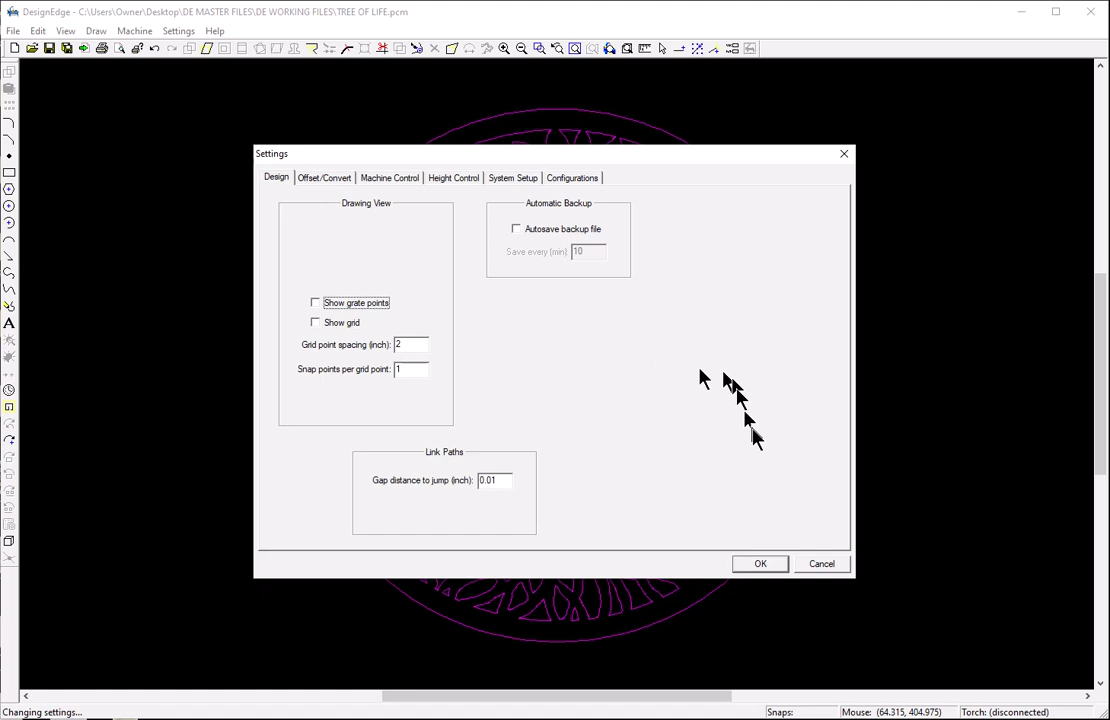 DesignEdge - C:\Users\Owner\Desktop\DE MASTER FILES\DE WORKING FILES\TREE OF LIFE.pcm
File Edit View Draw Machine Settings Help
Settings
Design Offset/Convert Machine Control Height Control System Setup Configurations
Drawing View
Automatic Backup
Autosave backup file
Save every (min) 10
Show grate points
Show grid
Grid point spacing (inch): 2
Snap points per grid point: 1
Link Paths
Gap distance to jump (inch): 0.01
OK Cancel
Changing settings... Snaps: Mouse: (64.315, 404.975) Torch: (disconnected)